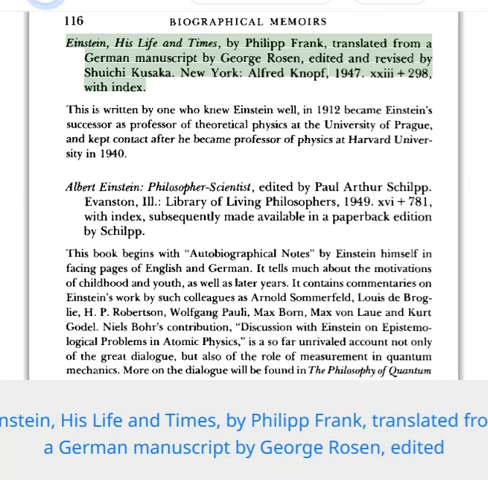 116 BIOGRAPHICAL MEMOIRS
Einstein, His Life and Times, by Philipp Frank, translated from a
German manuscript by George Rosen, edited and revised by
Shuichi Kusaka. New York: Alfred Knopf, 1947. xxiii + 298,
with index.
This is written by one who knew Einstein well, in 1912 became Einstein's
successor as professor of theoretical physics at the University of Prague,
and kept contact after he became professor of physics at Harvard Univer-
sity in 1940.
Albert Einstein: Philosopher-Scientist, edited by Paul Arthur Schilpp.
Evanston, Ill.: Library of Living Philosophers, 1949. xvi + 781,
with index, subsequently made available in a paperback edition
by Schilpp.
This book begins with “Autobiographical Notes” by Einstein himself in
facing pages of English and German. It tells much about the motivations
of childhood and youth, as well as later years. It contains commentaries on
Einstein's work by such colleagues as Arnold Sommerfeld, Louis de Brog-
lie, H. P. Robertson, Wolfgang Pauli, Max Born, Max von Laue and Kurt
Godel. Niels Bohr's contribution, “Discussion with Einstein on Epistemo-
logical Problems in Atomic Physics,” is a so far unrivaled account not only
of the great dialogue, but also of the role of measurement in quantum
mechanics. More on the dialogue will be found in The Philosophy of Quantum
nstein, His Life and Times, by Philipp Frank, translated fro
a German manuscript by George Rosen, edited